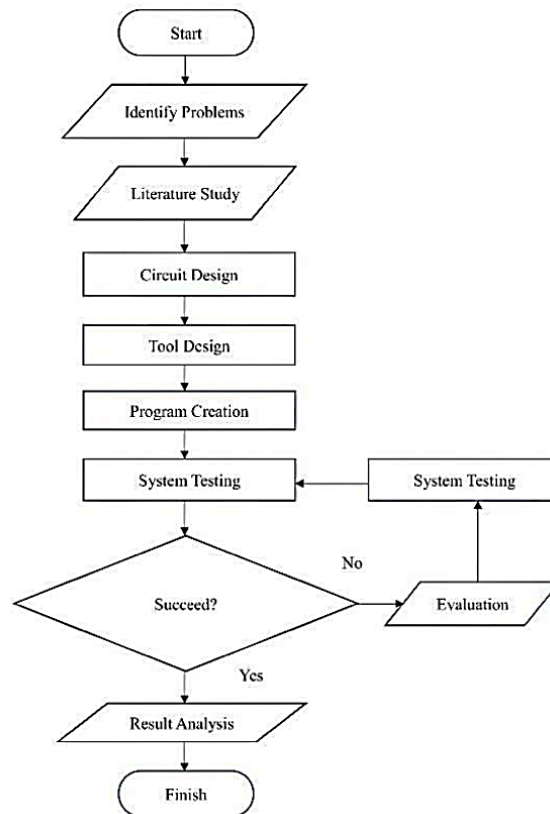 Start
Identify Problems
Literature Study
Circuit Design
Tool Design
Program Creation
System Testing
System Testing
No
Succeed?
Evaluation
Yes
Result Analysis
Finish